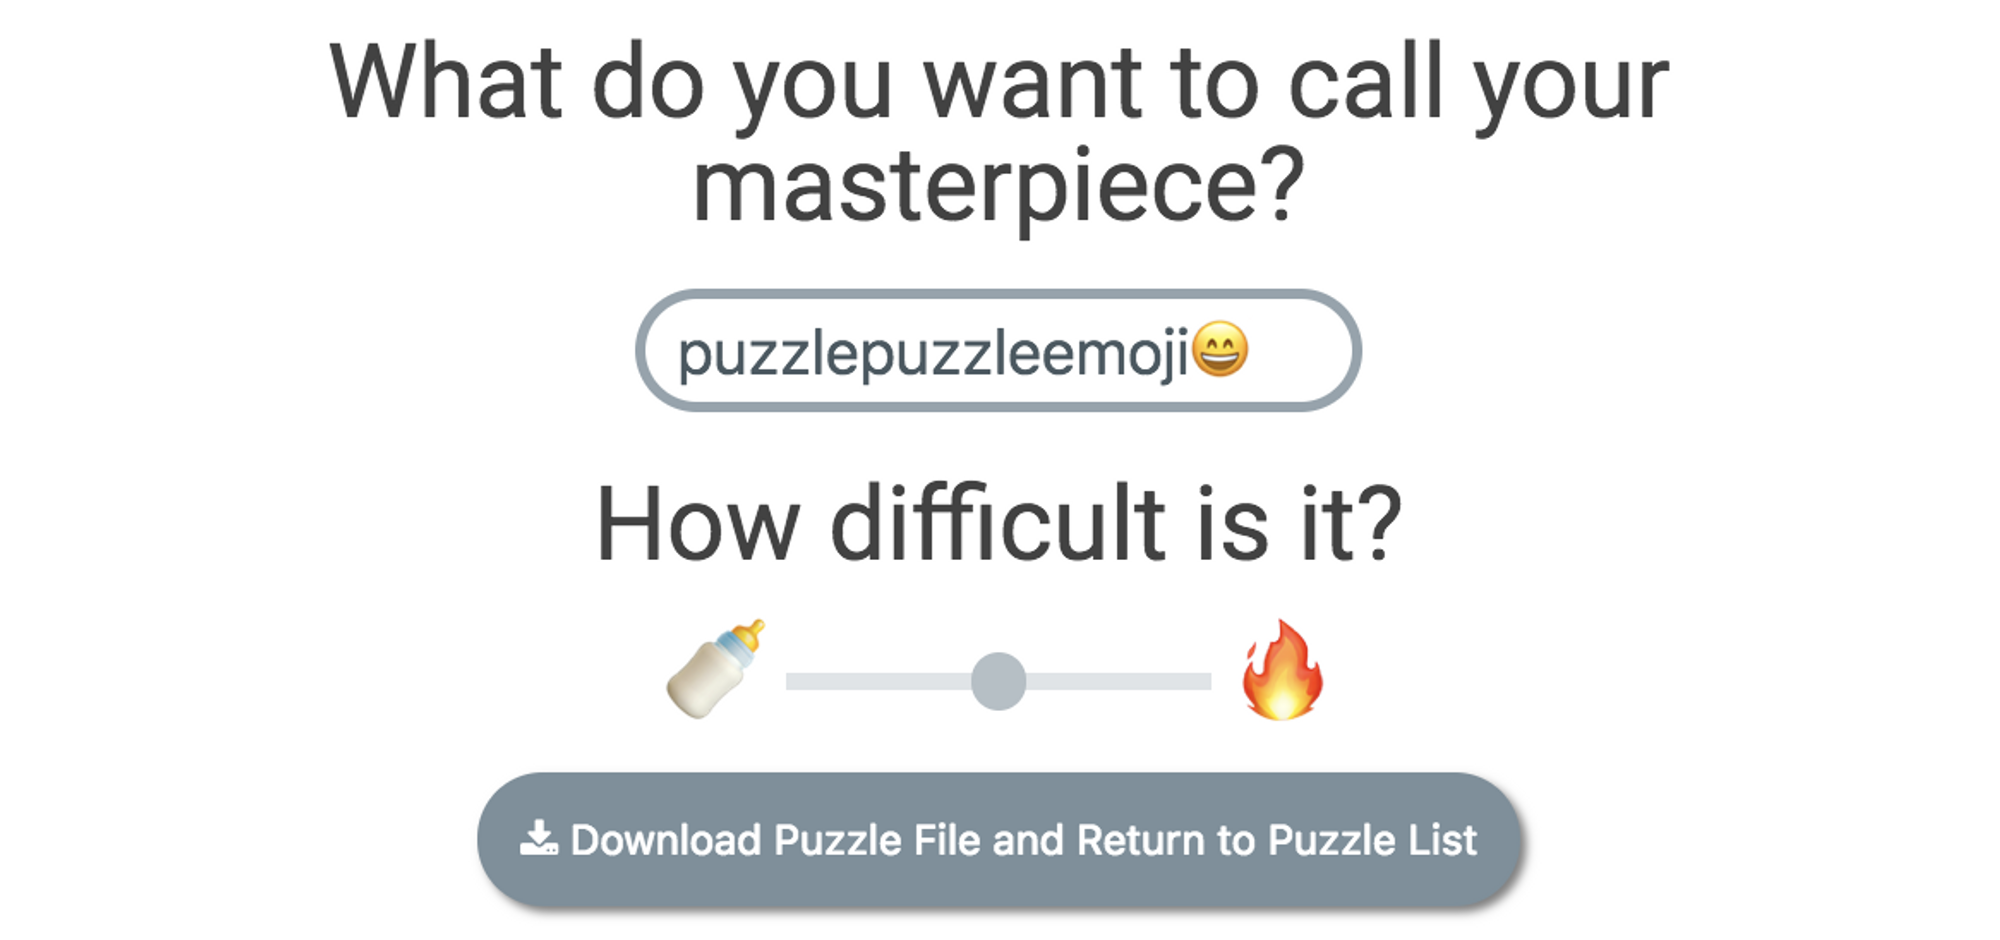 What do you want to call your
masterpiece?
puzzlepuzzleemoji😄
How difficult is it?
Download Puzzle File and Return to Puzzle List